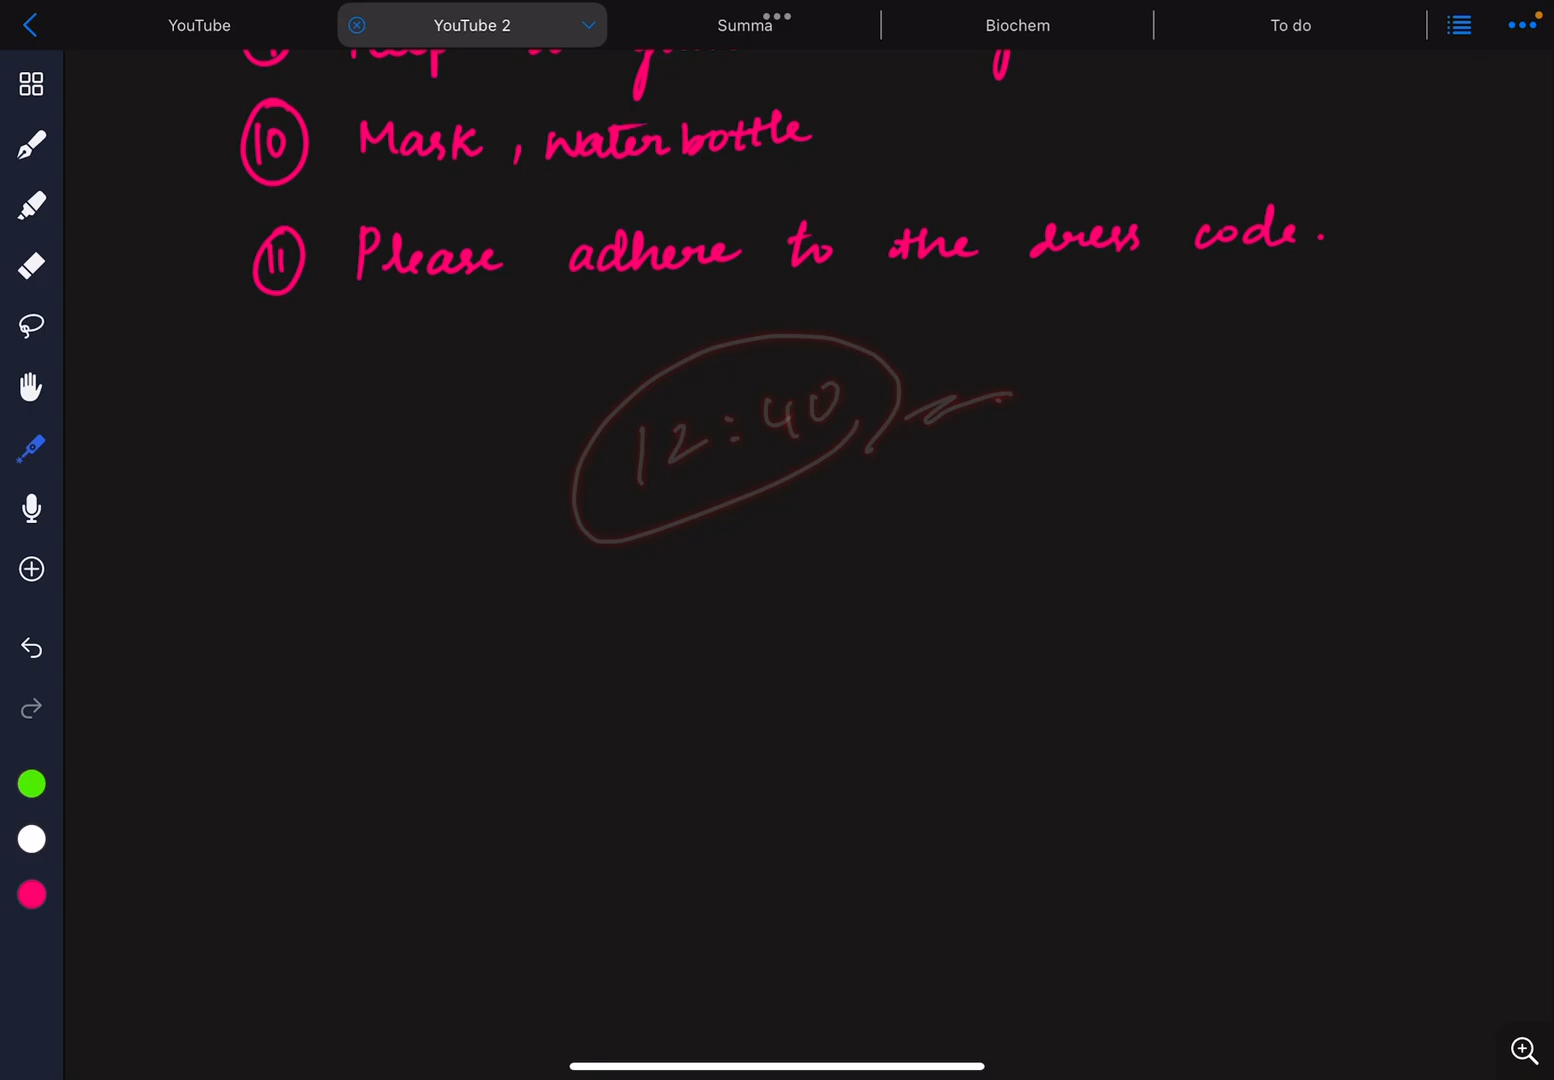 YouTube YouTube 2 Summa Biochem To do
10 Mask, water bottle
11 Please adhere to the dress code.
12:40